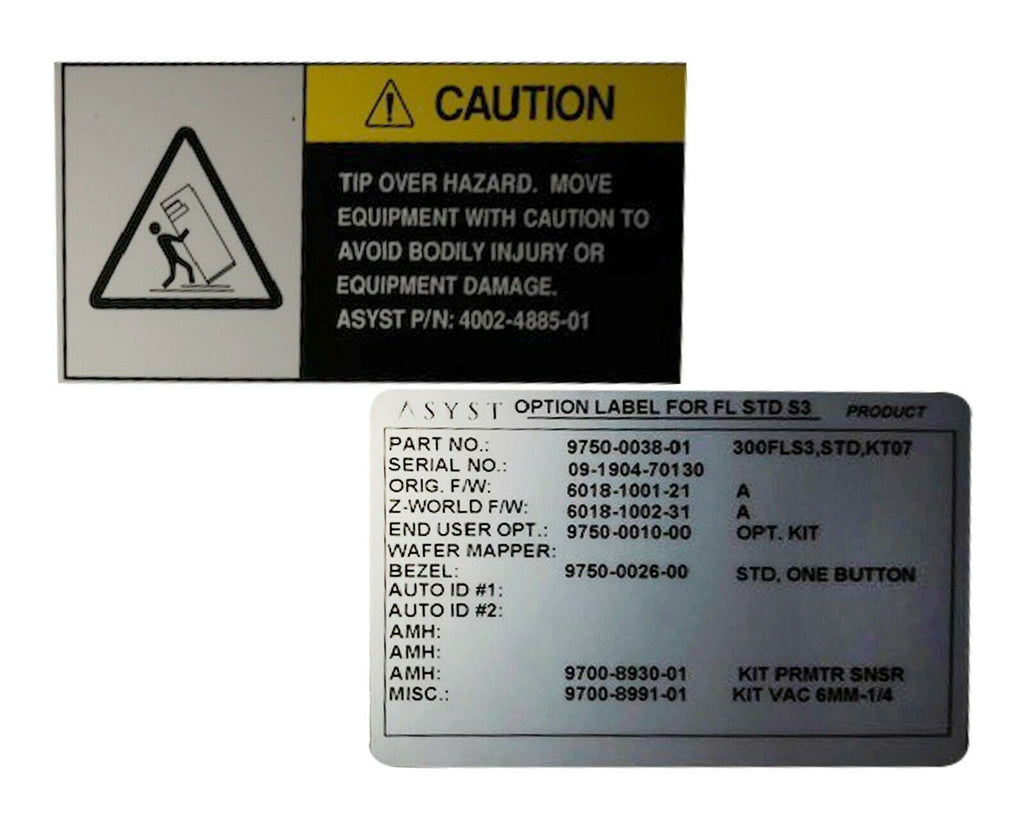 CAUTION
TIP OVER HAZARD. MOVE
EQUIPMENT WITH CAUTION TO
AVOID BODILY INJURY OR
EQUIPMENT DAMAGE.
ASYST P/N: 4002-4885-01
ASYST OPTION LABEL FOR FL STD S3 PRODUCT
PART NO.: 9750-0038-01 300FLS3,STD,KT07
SERIAL NO.: 09-1904-70130
ORIG. F/W: 6018-1001-21 A
Z-WORLD F/W: 6018-1002-31 A
END USER OPT.: 9750-0010-00 OPT. KIT
WAFER MAPPER:
BEZEL: 9750-0026-00 STD, ONE BUTTON
AUTO ID #1:
AUTO ID #2:
AMH:
AMH:
AMH: 9700-8930-01 KIT PRMTR SNSR
MISC.: 9700-8991-01 KIT VAC 6MM-1/4